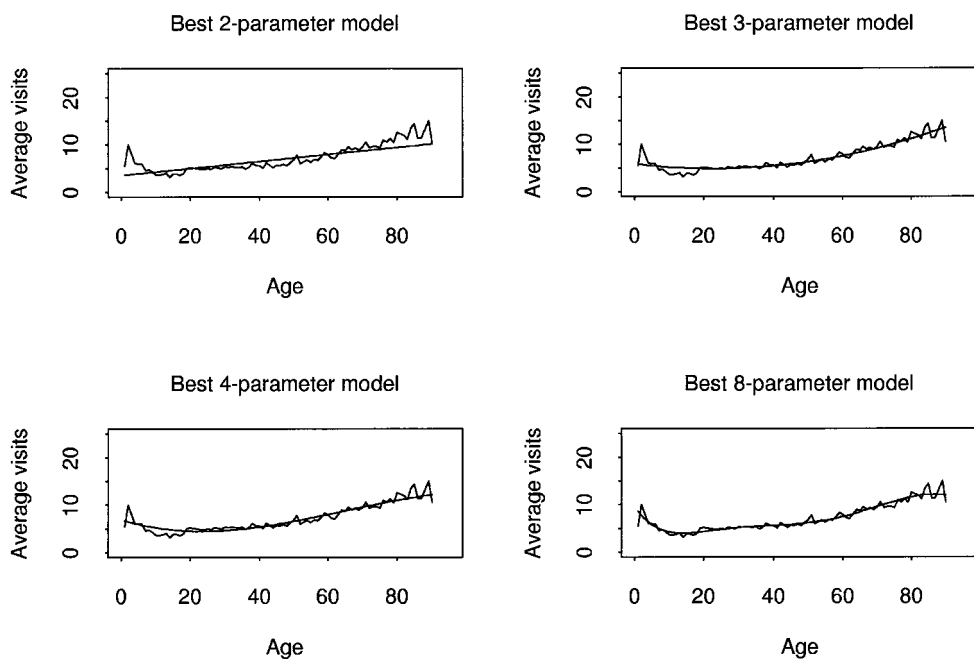 Best 2-parameter model
Average visits
0 10 20
0 20 40 60 80
Age
Best 3-parameter model
Average visits
0 10 20
0 20 40 60 80
Age
Best 4-parameter model
Average visits
0 10 20
0 20 40 60 80
Age
Best 8-parameter model
Average visits
0 10 20
0 20 40 60 80
Age